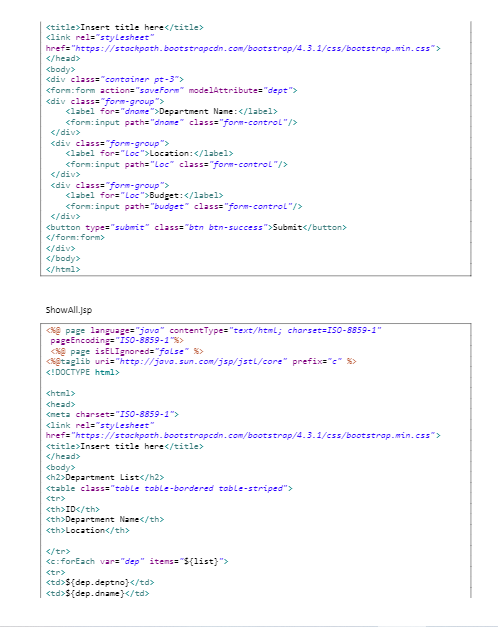 <title>Insert title here</title>
<link rel="stylesheet"
href="https://stackpath.bootstrapcdn.com/bootstrap/4.3.1/css/bootstrap.min.css">
</head>
<body>
<div class="container pt-3">
<form:form action="saveForm" modelAttribute="dept">
<div class="form-group">
<label for="dname">Department Name:</label>
<form:input path="dname" class="form-control"/>
</div>
<div class="form-group">
<label for="Loc">Location:</label>
<form:input path="Loc" class="form-control"/>
</div>
<div class="form-group">
<label for="Loc">Budget:</label>
<form:input path="budget" class="form-control"/>
</div>
<button type="submit" class="btn btn-success">Submit</button>
</form:form>
</div>
</body>
</html>
ShowAll.jsp
<%@ page language="java" contentType="text/html; charset=ISO-8859-1"
pageEncoding="ISO-8859-1"%>
<%@ page isELIgnored="false" %>
<%@taglib uri="http://java.sun.com/jsp/jstl/core" prefix="c" %>
<!DOCTYPE html>
<html>
<head>
<meta charset="ISO-8859-1">
<link rel="stylesheet"
href="https://stackpath.bootstrapcdn.com/bootstrap/4.3.1/css/bootstrap.min.css">
<title>Insert title here</title>
</head>
<body>
<h2>Department List</h2>
<table class="table table-bordered table-striped">
<tr>
<th>ID</th>
<th>Department Name</th>
<th>Location</th>
</tr>
<c:forEach var="dep" items="${list}">
<tr>
<td>${dep.deptno}</td>
<td>${dep.dname}</td>